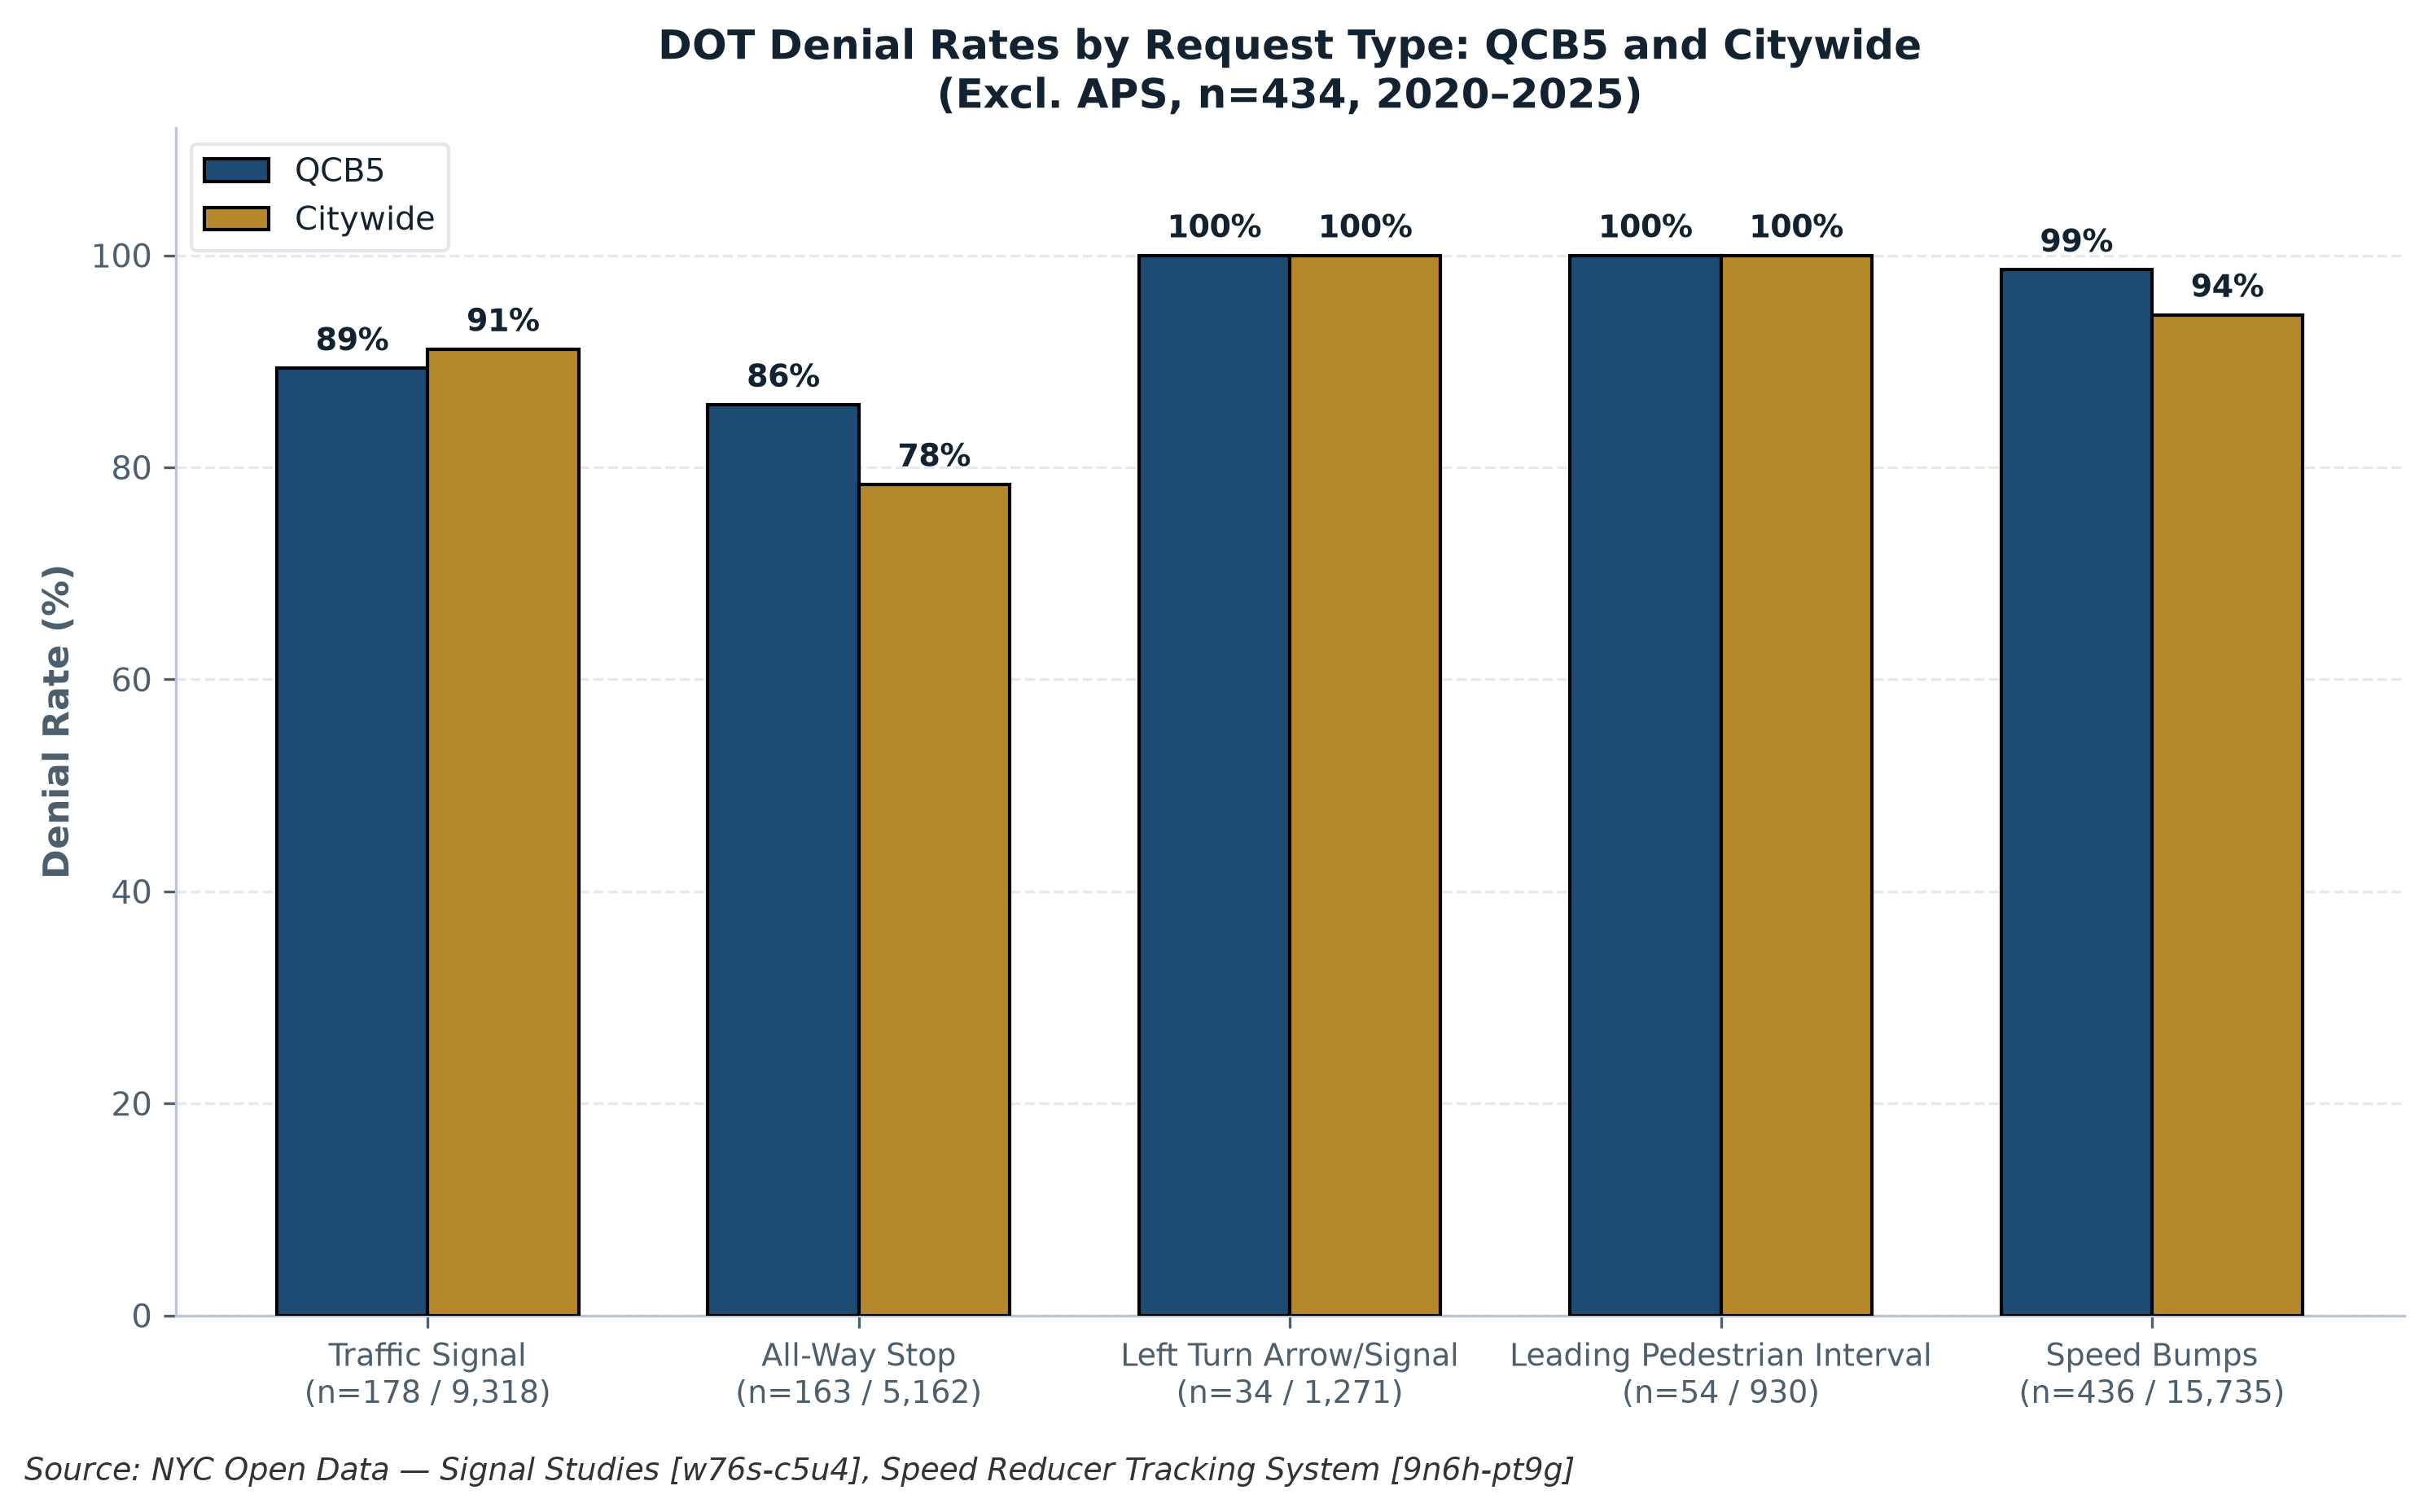 DOT Denial Rates by Request Type: QCB5 and Citywide
(Excl. APS, n=434, 2020–2025)
QCB5
Citywide
Denial Rate (%)
100
80
60
40
20
0
89%
91%
86%
78%
100%
100%
100%
100%
99%
94%
Traffic Signal
(n=178 / 9,318)
All-Way Stop
(n=163 / 5,162)
Left Turn Arrow/Signal
(n=34 / 1,271)
Leading Pedestrian Interval
(n=54 / 930)
Speed Bumps
(n=436 / 15,735)
Source: NYC Open Data — Signal Studies [w76s-c5u4], Speed Reducer Tracking System [9n6h-pt9g]